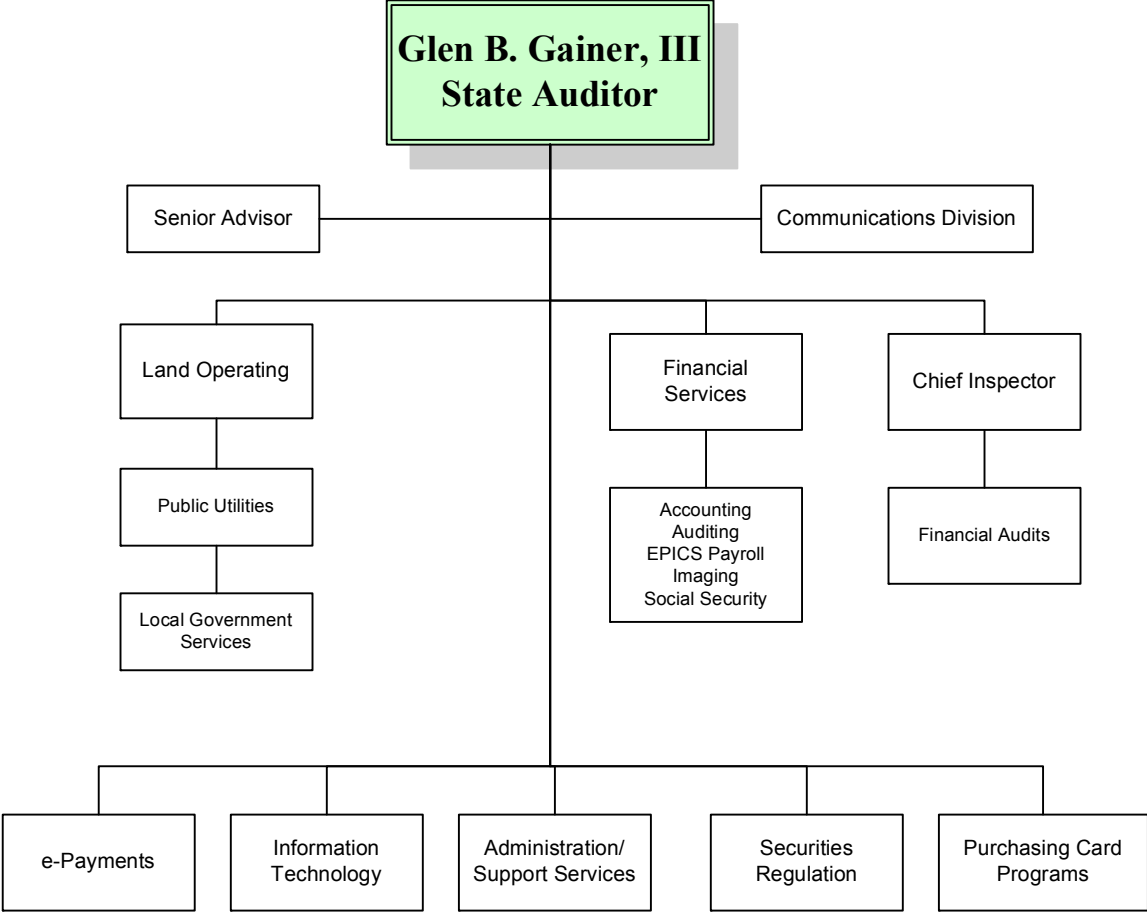 Glen B. Gainer, III
State Auditor
Senior Advisor
Communications Division
Land Operating
Financial
Services
Chief Inspector
Public Utilities
Accounting
Auditing
EPICS Payroll
Imaging
Social Security
Financial Audits
Local Government
Services
e-Payments
Information
Technology
Administration/
Support Services
Securities
Regulation
Purchasing Card
Programs